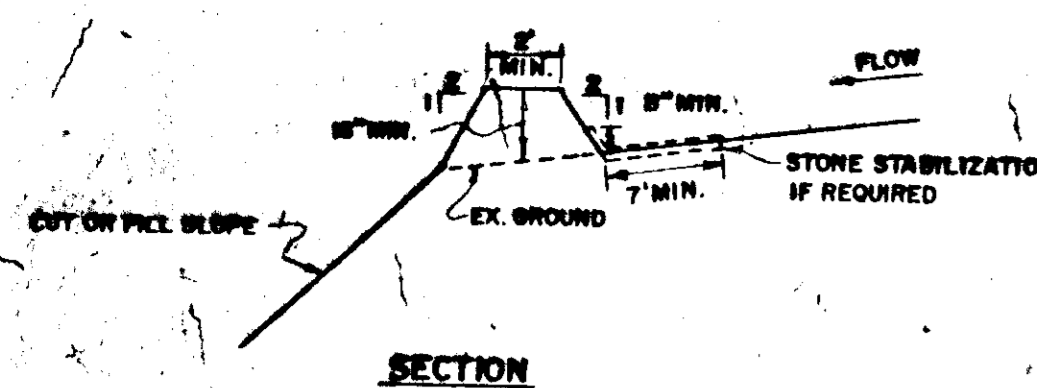 2'
MIN.
FLOW
2
1
2
1
8" MIN.
18" MIN.
STONE STABILIZATIO
IF REQUIRED
7' MIN.
EX. GROUND
CUT OR FILL SLOPE
SECTION